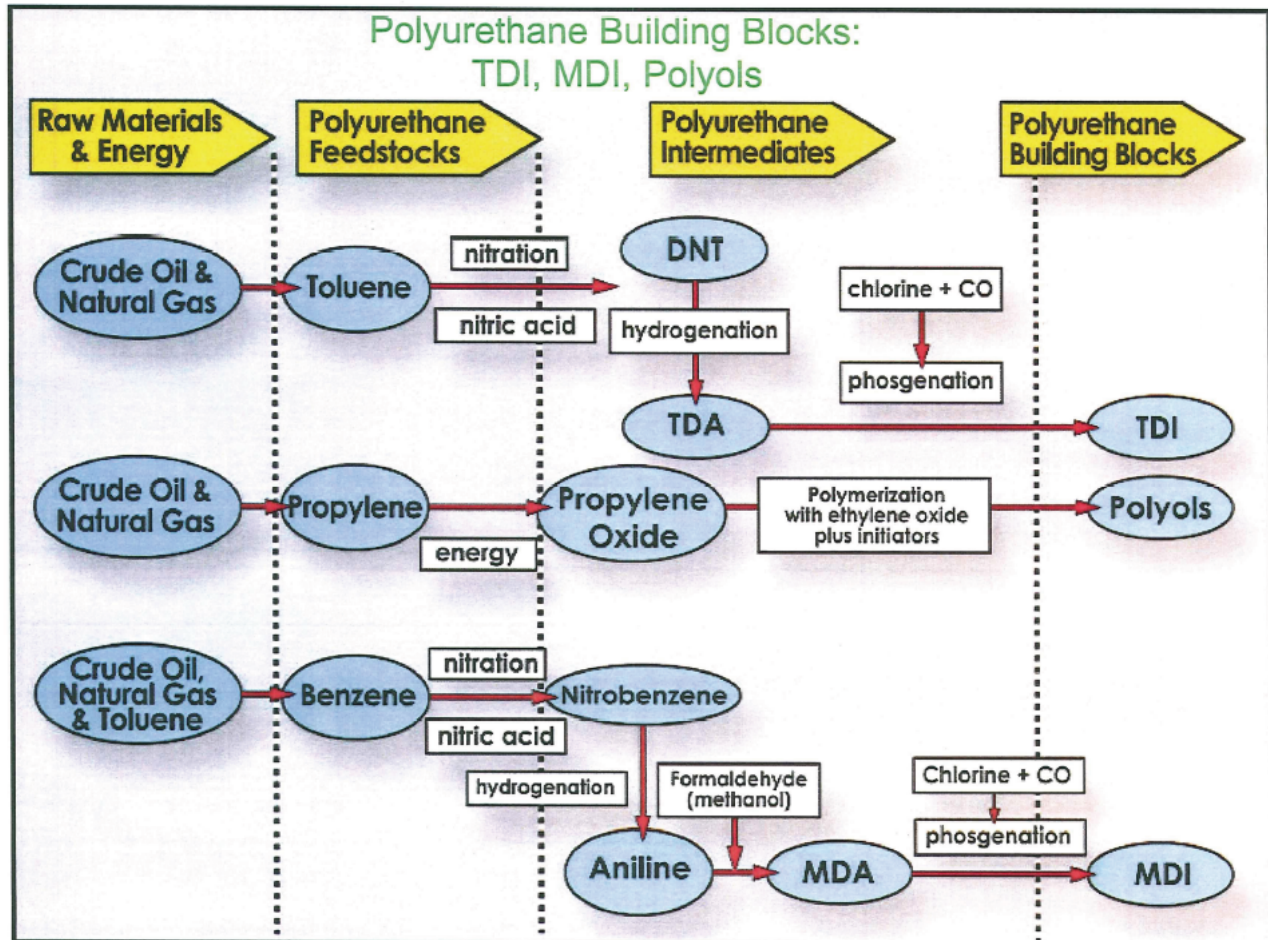 Polyurethane Building Blocks:
TDI, MDI, Polyols
Raw Materials
& Energy
Polyurethane
Feedstocks
Polyurethane
Intermediates
Polyurethane
Building Blocks
Crude Oil &
Natural Gas
Toluene
nitration
nitric acid
DNT
hydrogenation
TDA
chlorine + CO
phosgenation
TDI
Crude Oil &
Natural Gas
Propylene
energy
Propylene
Oxide
Polymerization
with ethylene oxide
plus initiators
Polyols
Crude Oil,
Natural Gas
& Toluene
Benzene
nitration
nitric acid
Nitrobenzene
hydrogenation
Aniline
Formaldehyde
(methanol)
MDA
Chlorine + CO
phosgenation
MDI